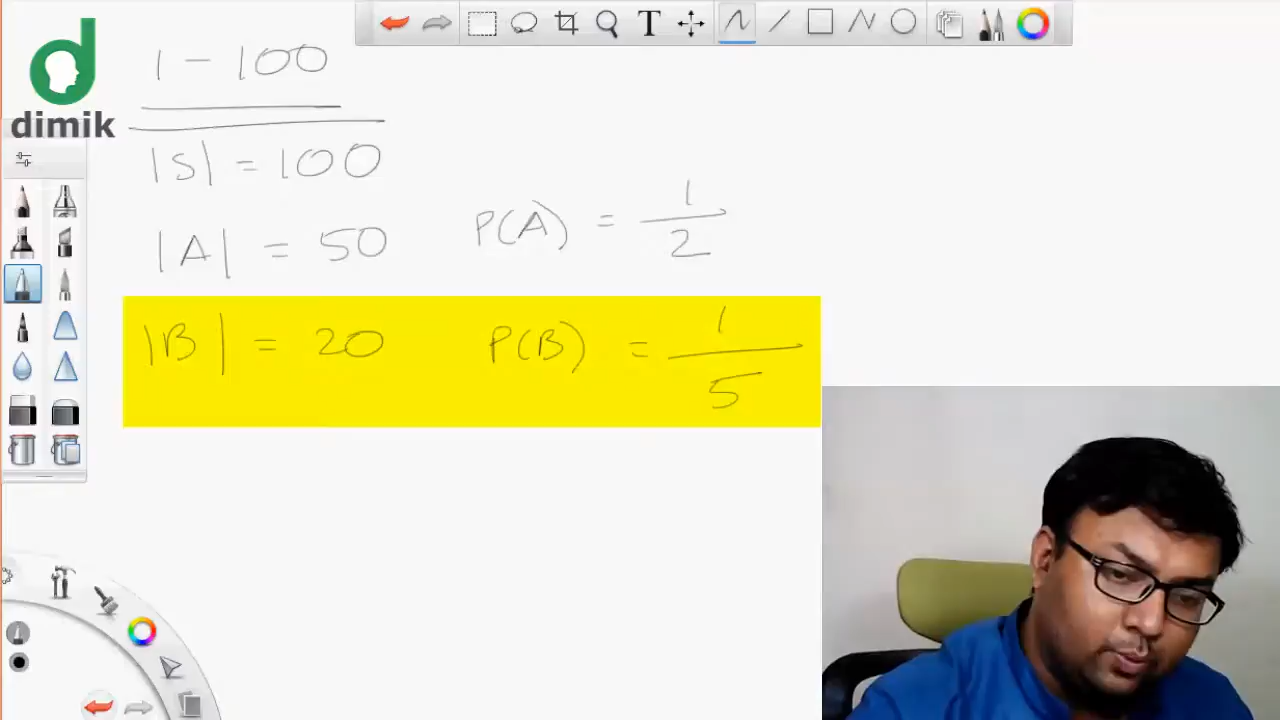 dimik
1 - 100
|S| = 100
|A| = 50 P(A) = 1/2
|B| = 20 P(B) = 1/5